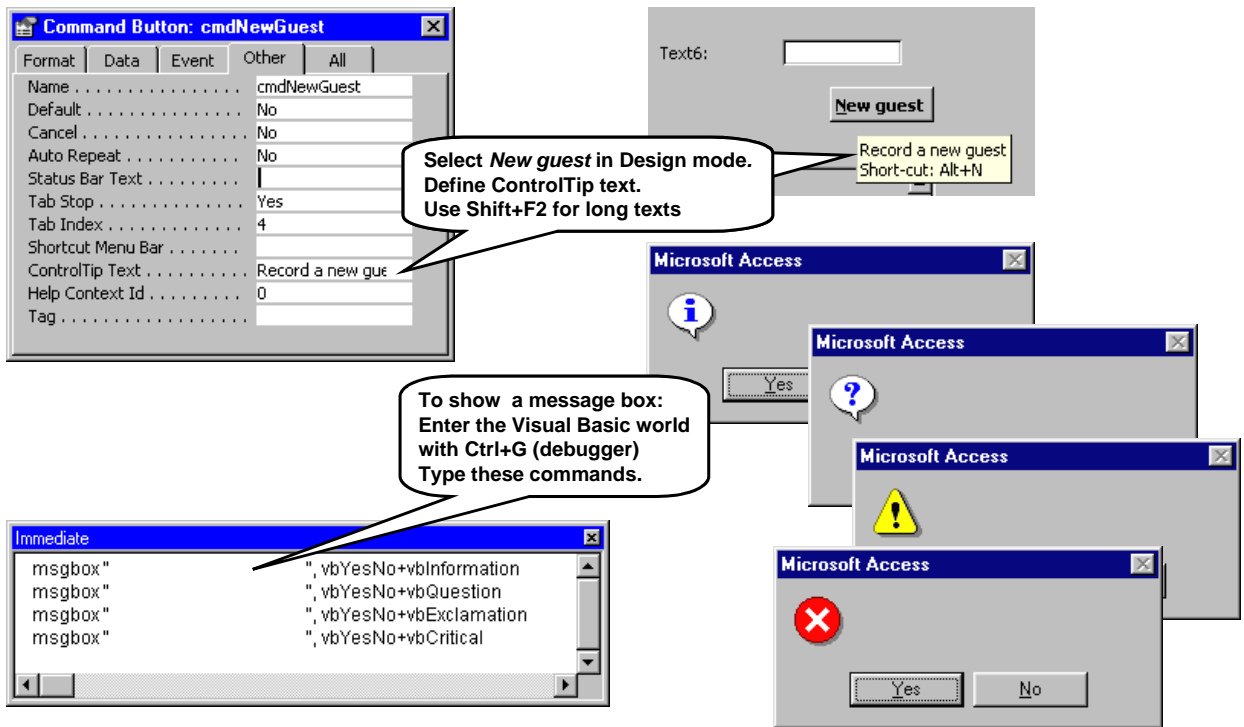 Command Button: cmdNewGuest
Format Data Event Other All
Name . . . . . . . . . . . . . . . . cmdNewGuest
Default . . . . . . . . . . . . . . . No
Cancel . . . . . . . . . . . . . . . . No
Auto Repeat . . . . . . . . . . . No
Status Bar Text . . . . . . . . .
Tab Stop . . . . . . . . . . . . . . Yes
Tab Index . . . . . . . . . . . . . 4
Shortcut Menu Bar . . . . . . .
ControlTip Text . . . . . . . . . . Record a new gue
Help Context Id . . . . . . . . . 0
Tag . . . . . . . . . . . . . . . . . .
Text6:
New guest
Record a new guest
Short-cut: Alt+N
Select New guest in Design mode.
Define ControlTip text.
Use Shift+F2 for long texts
Microsoft Access
Yes
Microsoft Access
Microsoft Access
Microsoft Access
Yes No
To show a message box:
Enter the Visual Basic world
with Ctrl+G (debugger)
Type these commands.
Immediate
msgbox " ", vbYesNo+vbInformation
msgbox " ", vbYesNo+vbQuestion
msgbox " ", vbYesNo+vbExclamation
msgbox " ", vbYesNo+vbCritical